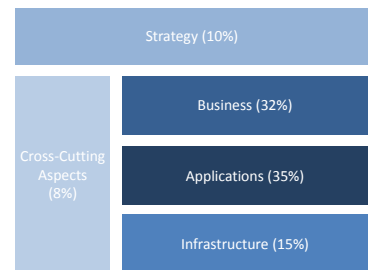 Strategy (10%)
Business (32%)
Cross-Cutting
Aspects
(8%)
Applications (35%)
Infrastructure (15%)